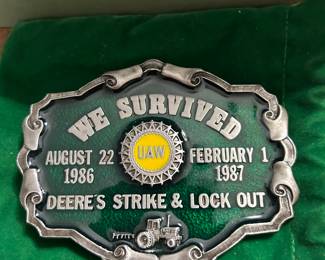 WE SURVIVED
AUGUST 22 UAW FEBRUARY 1
1986 1987
DEERE'S STRIKE & LOCK OUT